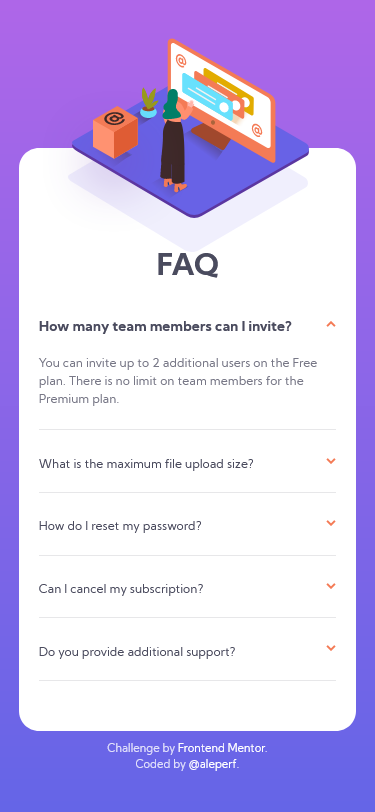 @
@
@
FAQ
How many team members can I invite?
You can invite up to 2 additional users on the Free
plan. There is no limit on team members for the
Premium plan.
What is the maximum file upload size?
How do I reset my password?
Can I cancel my subscription?
Do you provide additional support?
Challenge by Frontend Mentor.
Coded by @aleperf.